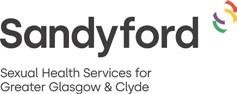 Sandyford
Sexual Health Services for
Greater Glasgow & Clyde